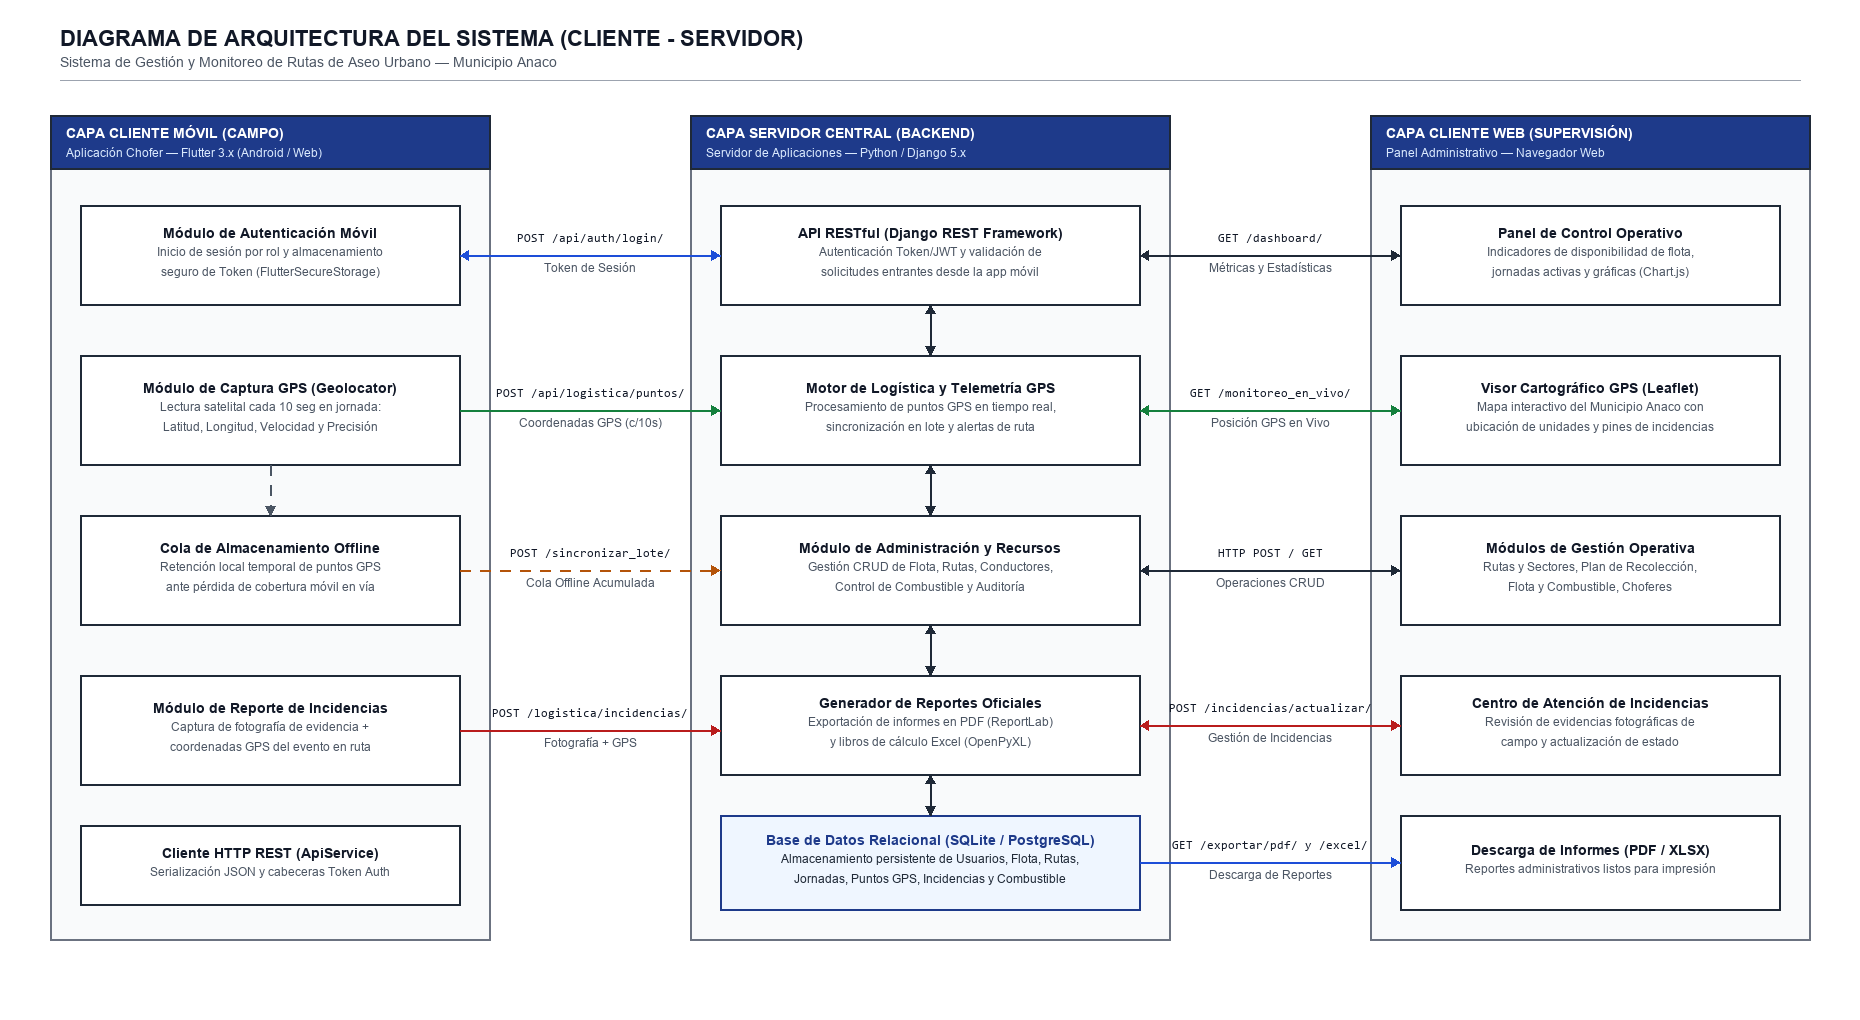 DIAGRAMA DE ARQUITECTURA DEL SISTEMA (CLIENTE - SERVIDOR)
Sistema de Gestión y Monitoreo de Rutas de Aseo Urbano — Municipio Anaco
CAPA CLIENTE MÓVIL (CAMPO)
Aplicación Chofer — Flutter 3.x (Android / Web)
Módulo de Autenticación Móvil
Inicio de sesión por rol y almacenamiento
seguro de Token (FlutterSecureStorage)
Módulo de Captura GPS (Geolocator)
Lectura satelital cada 10 seg en jornada:
Latitud, Longitud, Velocidad y Precisión
Cola de Almacenamiento Offline
Retención local temporal de puntos GPS
ante pérdida de cobertura móvil en vía
Módulo de Reporte de Incidencias
Captura de fotografía de evidencia +
coordenadas GPS del evento en ruta
Cliente HTTP REST (ApiService)
Serialización JSON y cabeceras Token Auth
POST /api/auth/login/
Token de Sesión
POST /api/logistica/puntos/
Coordenadas GPS (c/10s)
POST /sincronizar_lote/
Cola Offline Acumulada
POST /logistica/incidencias/
Fotografía + GPS
CAPA SERVIDOR CENTRAL (BACKEND)
Servidor de Aplicaciones — Python / Django 5.x
API RESTful (Django REST Framework)
Autenticación Token/JWT y validación de
solicitudes entrantes desde la app móvil
Motor de Logística y Telemetría GPS
Procesamiento de puntos GPS en tiempo real,
sincronización en lote y alertas de ruta
Módulo de Administración y Recursos
Gestión CRUD de Flota, Rutas, Conductores,
Control de Combustible y Auditoría
Generador de Reportes Oficiales
Exportación de informes en PDF (ReportLab)
y libros de cálculo Excel (OpenPyXL)
Base de Datos Relacional (SQLite / PostgreSQL)
Almacenamiento persistente de Usuarios, Flota, Rutas,
Jornadas, Puntos GPS, Incidencias y Combustible
GET /dashboard/
Métricas y Estadísticas
GET /monitoreo_en_vivo/
Posición GPS en Vivo
HTTP POST / GET
Operaciones CRUD
POST /incidencias/actualizar/
Gestión de Incidencias
GET /exportar/pdf/ y /excel/
Descarga de Reportes
CAPA CLIENTE WEB (SUPERVISIÓN)
Panel Administrativo — Navegador Web
Panel de Control Operativo
Indicadores de disponibilidad de flota,
jornadas activas y gráficas (Chart.js)
Visor Cartográfico GPS (Leaflet)
Mapa interactivo del Municipio Anaco con
ubicación de unidades y pines de incidencias
Módulos de Gestión Operativa
Rutas y Sectores, Plan de Recolección,
Flota y Combustible, Choferes
Centro de Atención de Incidencias
Revisión de evidencias fotográficas de
campo y actualización de estado
Descarga de Informes (PDF / XLSX)
Reportes administrativos listos para impresión